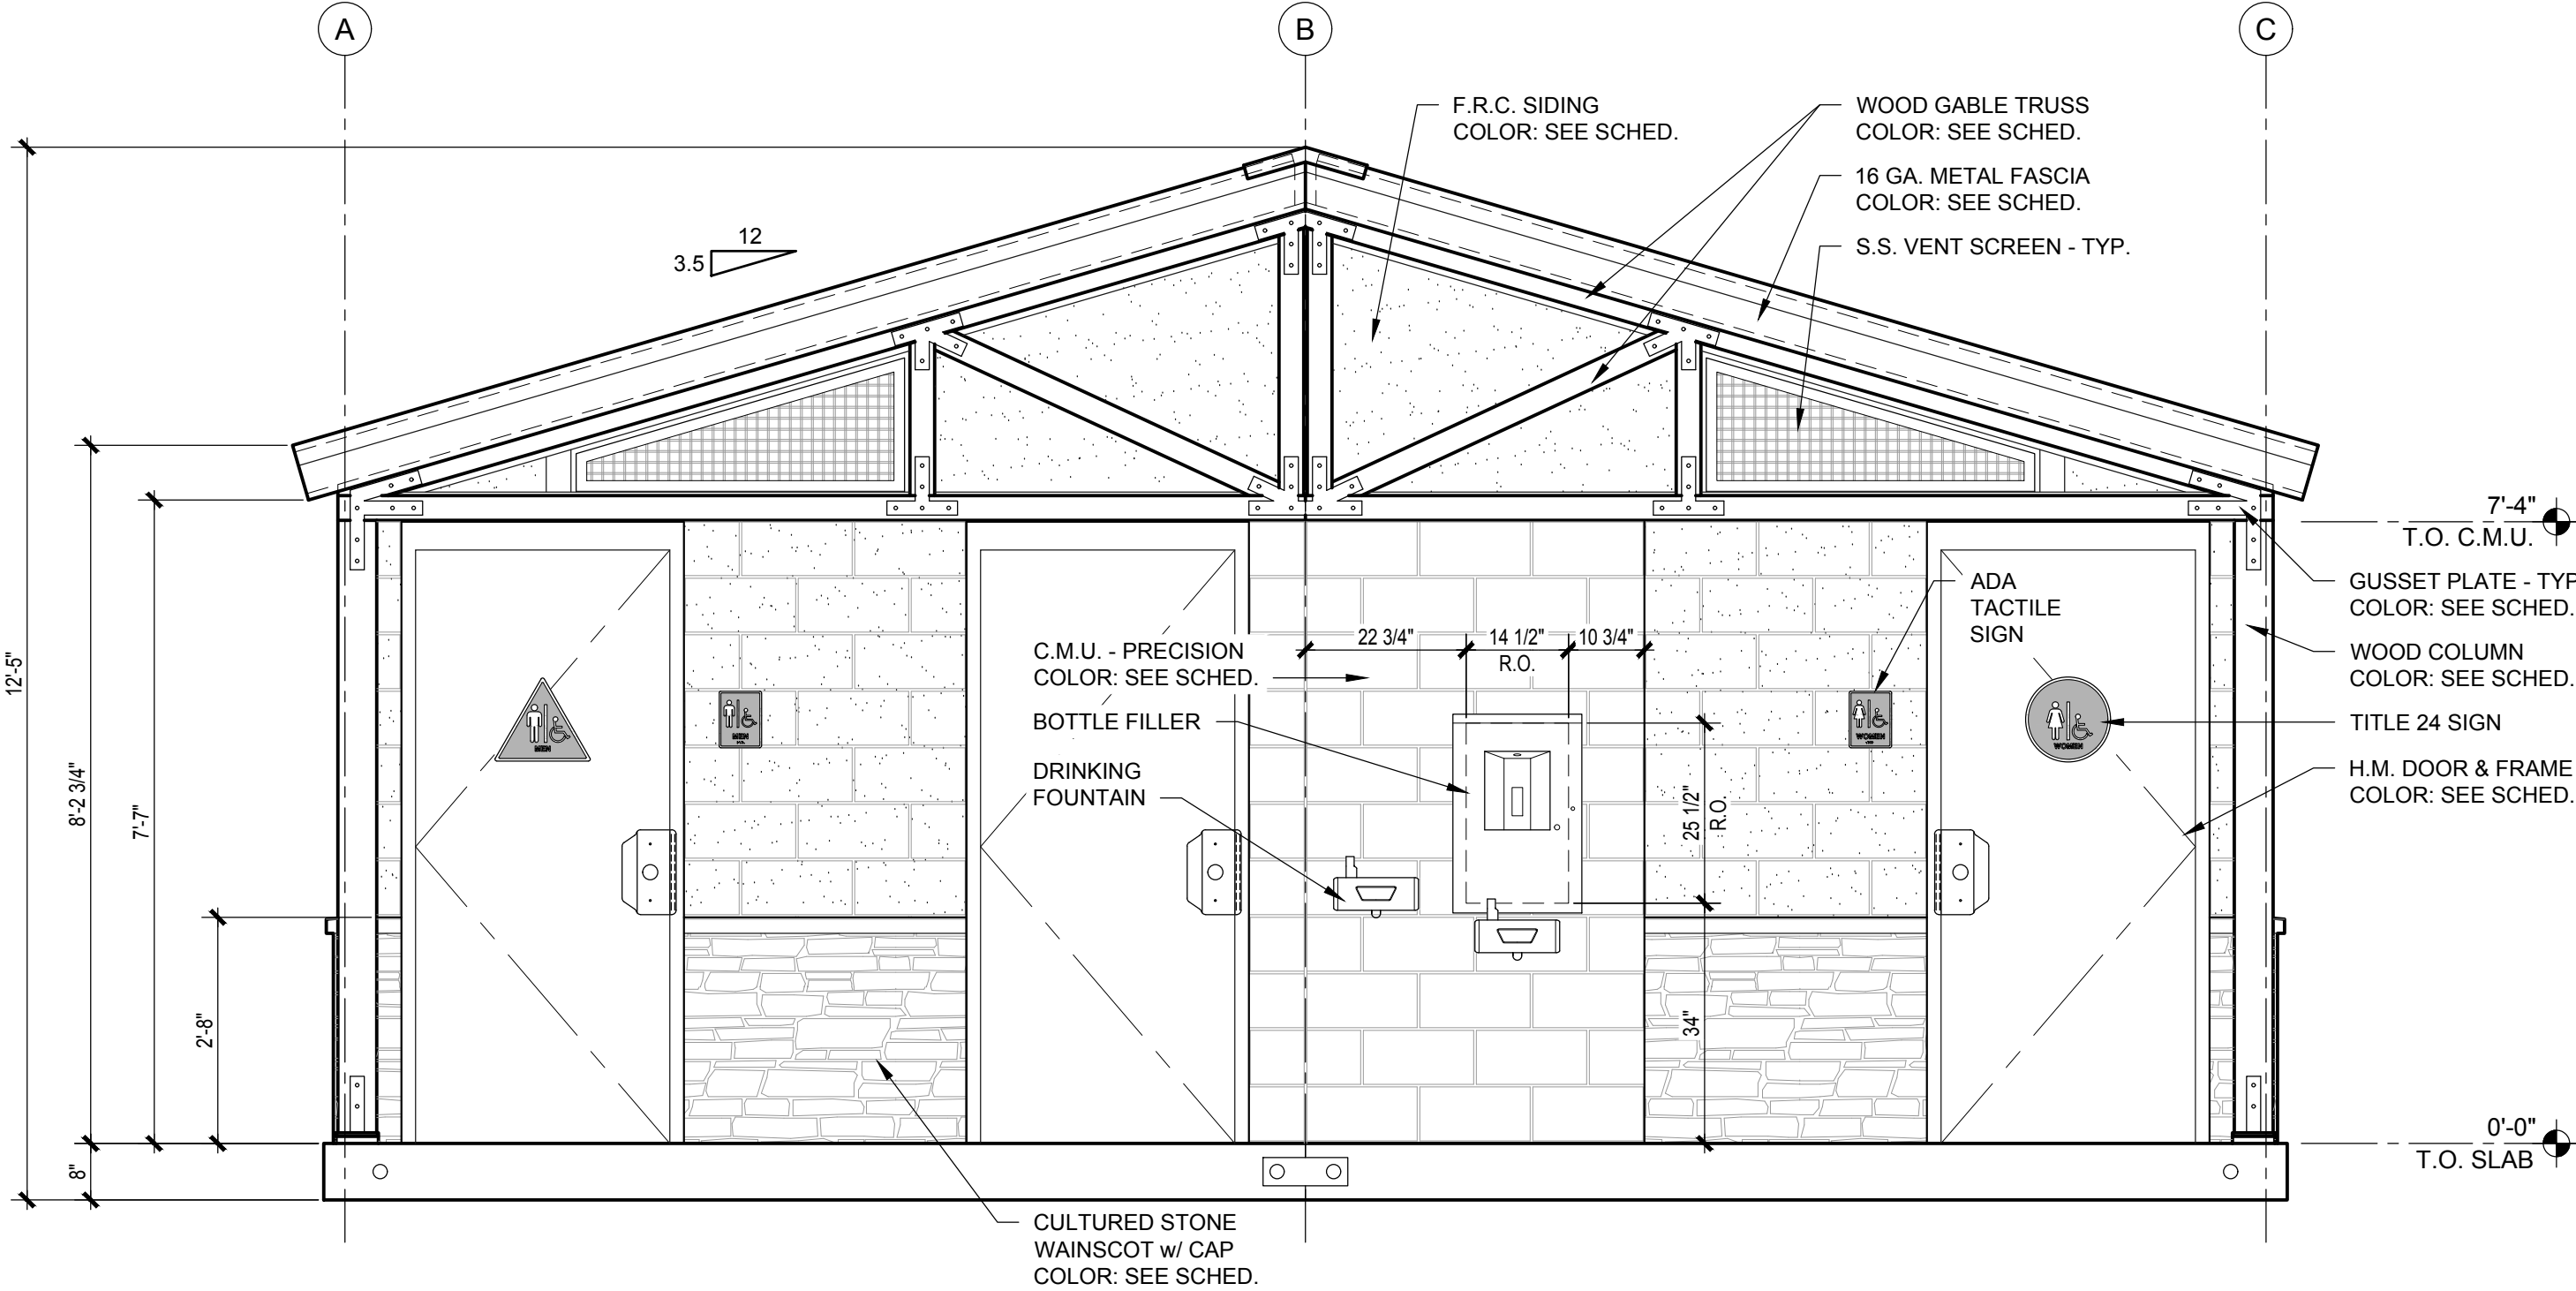 A
B
C
F.R.C. SIDING
COLOR: SEE SCHED.
WOOD GABLE TRUSS
COLOR: SEE SCHED.
16 GA. METAL FASCIA
COLOR: SEE SCHED.
S.S. VENT SCREEN - TYP.
12
3.5
12'-5"
8'-2 3/4"
7'-7"
2'-8"
8"
7'-4"
T.O. C.M.U.
GUSSET PLATE - TYP
COLOR: SEE SCHED.
WOOD COLUMN
COLOR: SEE SCHED.
TITLE 24 SIGN
H.M. DOOR & FRAME
COLOR: SEE SCHED.
ADA
TACTILE
SIGN
22 3/4"
14 1/2"
R.O.
10 3/4"
C.M.U. - PRECISION
COLOR: SEE SCHED.
BOTTLE FILLER
DRINKING
FOUNTAIN
25 1/2"
R.O.
34"
MEN
MEN
WOMEN
WOMEN
0'-0"
T.O. SLAB
CULTURED STONE
WAINSCOT w/ CAP
COLOR: SEE SCHED.